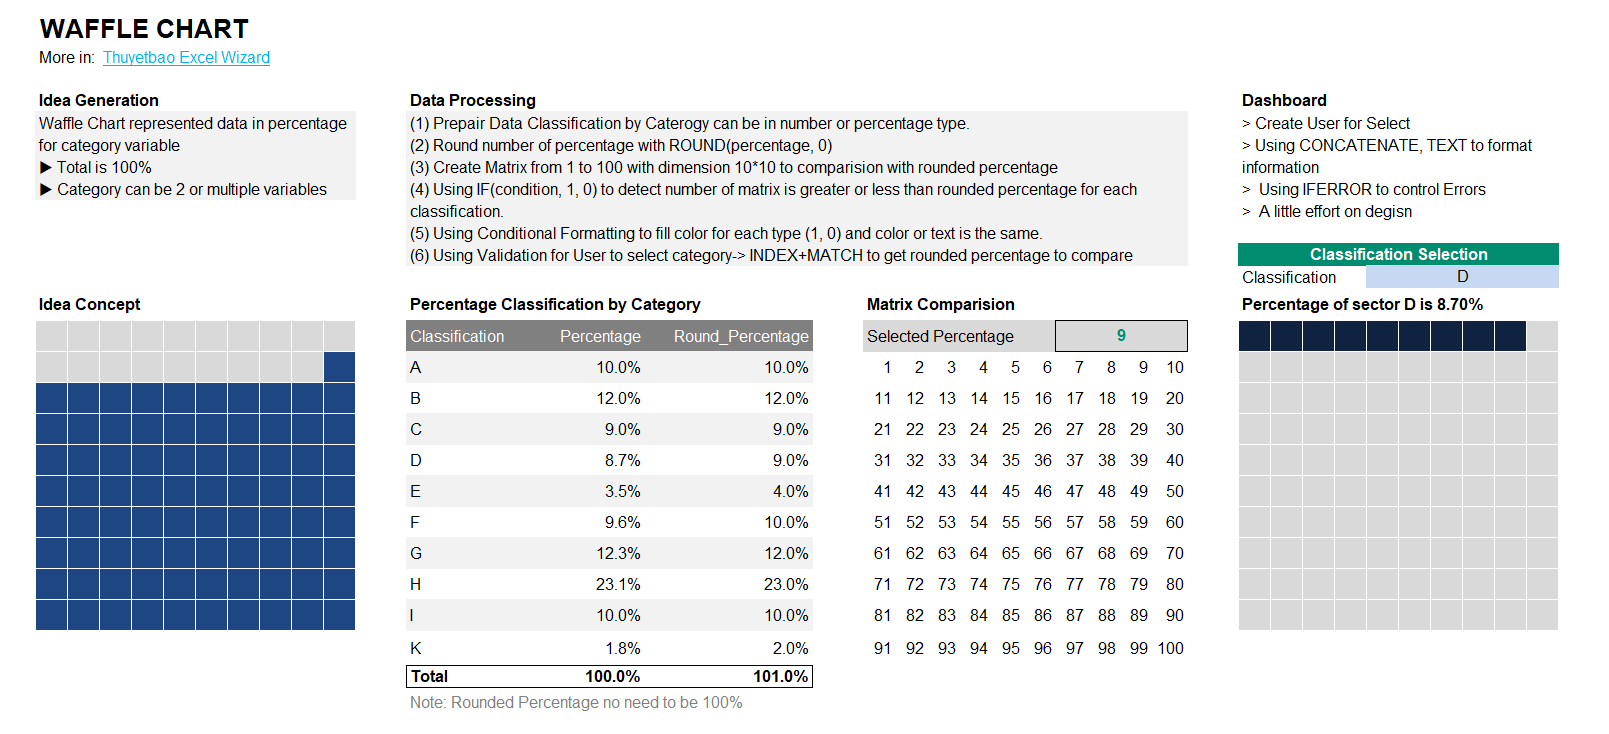 WAFFLE CHART
More in: Thuyetbao Excel Wizard
Idea Generation
Waffle Chart represented data in percentage
for category variable
► Total is 100%
► Category can be 2 or multiple variables
Data Processing
(1) Prepair Data Classification by Caterogy can be in number or percentage type.
(2) Round number of percentage with ROUND(percentage, 0)
(3) Create Matrix from 1 to 100 with dimension 10*10 to comparision with rounded percentage
(4) Using IF(condition, 1, 0) to detect number of matrix is greater or less than rounded percentage for each
classification.
(5) Using Conditional Formatting to fill color for each type (1, 0) and color or text is the same.
(6) Using Validation for User to select category-> INDEX+MATCH to get rounded percentage to compare
Dashboard
> Create User for Select
> Using CONCATENATE, TEXT to format
information
> Using IFERROR to control Errors
> A little effort on degisn
Classification Selection
Classification D
Idea Concept
Percentage Classification by Category
Classification Percentage Round_Percentage
A 10.0% 10.0%
B 12.0% 12.0%
C 9.0% 9.0%
D 8.7% 9.0%
E 3.5% 4.0%
F 9.6% 10.0%
G 12.3% 12.0%
H 23.1% 23.0%
I 10.0% 10.0%
K 1.8% 2.0%
Total 100.0% 101.0%
Note: Rounded Percentage no need to be 100%
Matrix Comparision
Selected Percentage 9
1 2 3 4 5 6 7 8 9 10
11 12 13 14 15 16 17 18 19 20
21 22 23 24 25 26 27 28 29 30
31 32 33 34 35 36 37 38 39 40
41 42 43 44 45 46 47 48 49 50
51 52 53 54 55 56 57 58 59 60
61 62 63 64 65 66 67 68 69 70
71 72 73 74 75 76 77 78 79 80
81 82 83 84 85 86 87 88 89 90
91 92 93 94 95 96 97 98 99 100
Percentage of sector D is 8.70%